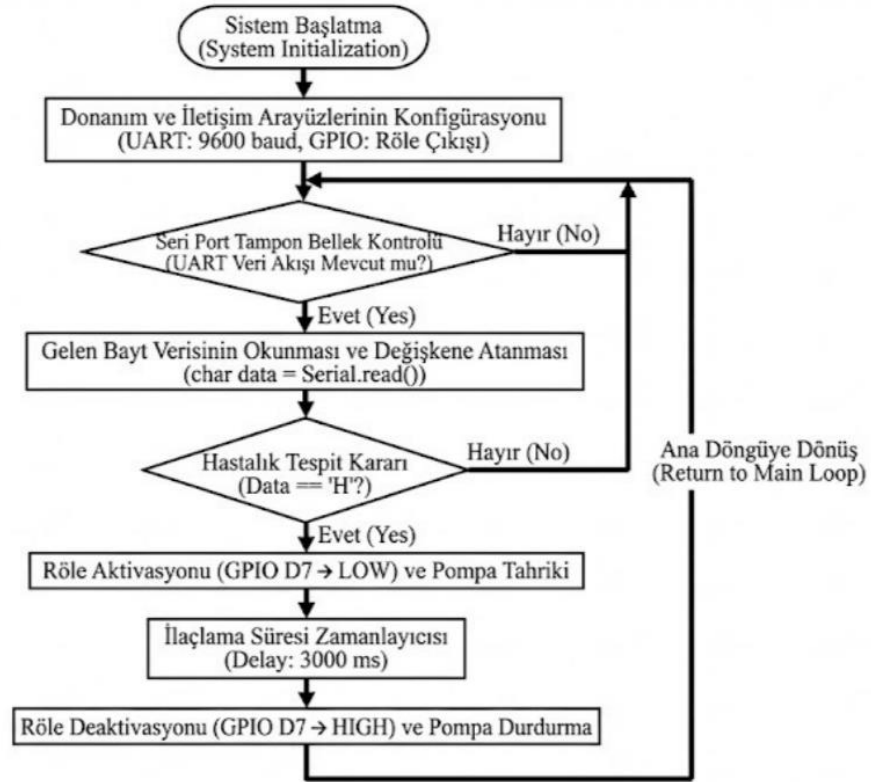 Sistem Başlatma
(System Initialization)
Donanım ve İletişim Arayüzlerinin Konfigürasyonu
(UART: 9600 baud, GPIO: Röle Çıkışı)
Seri Port Tampon Bellek Kontrolü
(UART Veri Akışı Mevcut mu?)
Hayır (No)
Evet (Yes)
Gelen Bayt Verisinin Okunması ve Değişkene Atanması
(char data = Serial.read())
Hastalık Tespit Kararı
(Data == 'H'?)
Hayır (No)
Ana Döngüye Dönüş
(Return to Main Loop)
Evet (Yes)
Röle Aktivasyonu (GPIO D7 → LOW) ve Pompa Tahriki
İlaçlama Süresi Zamanlayıcısı
(Delay: 3000 ms)
Röle Deaktivasyonu (GPIO D7 → HIGH) ve Pompa Durdurma